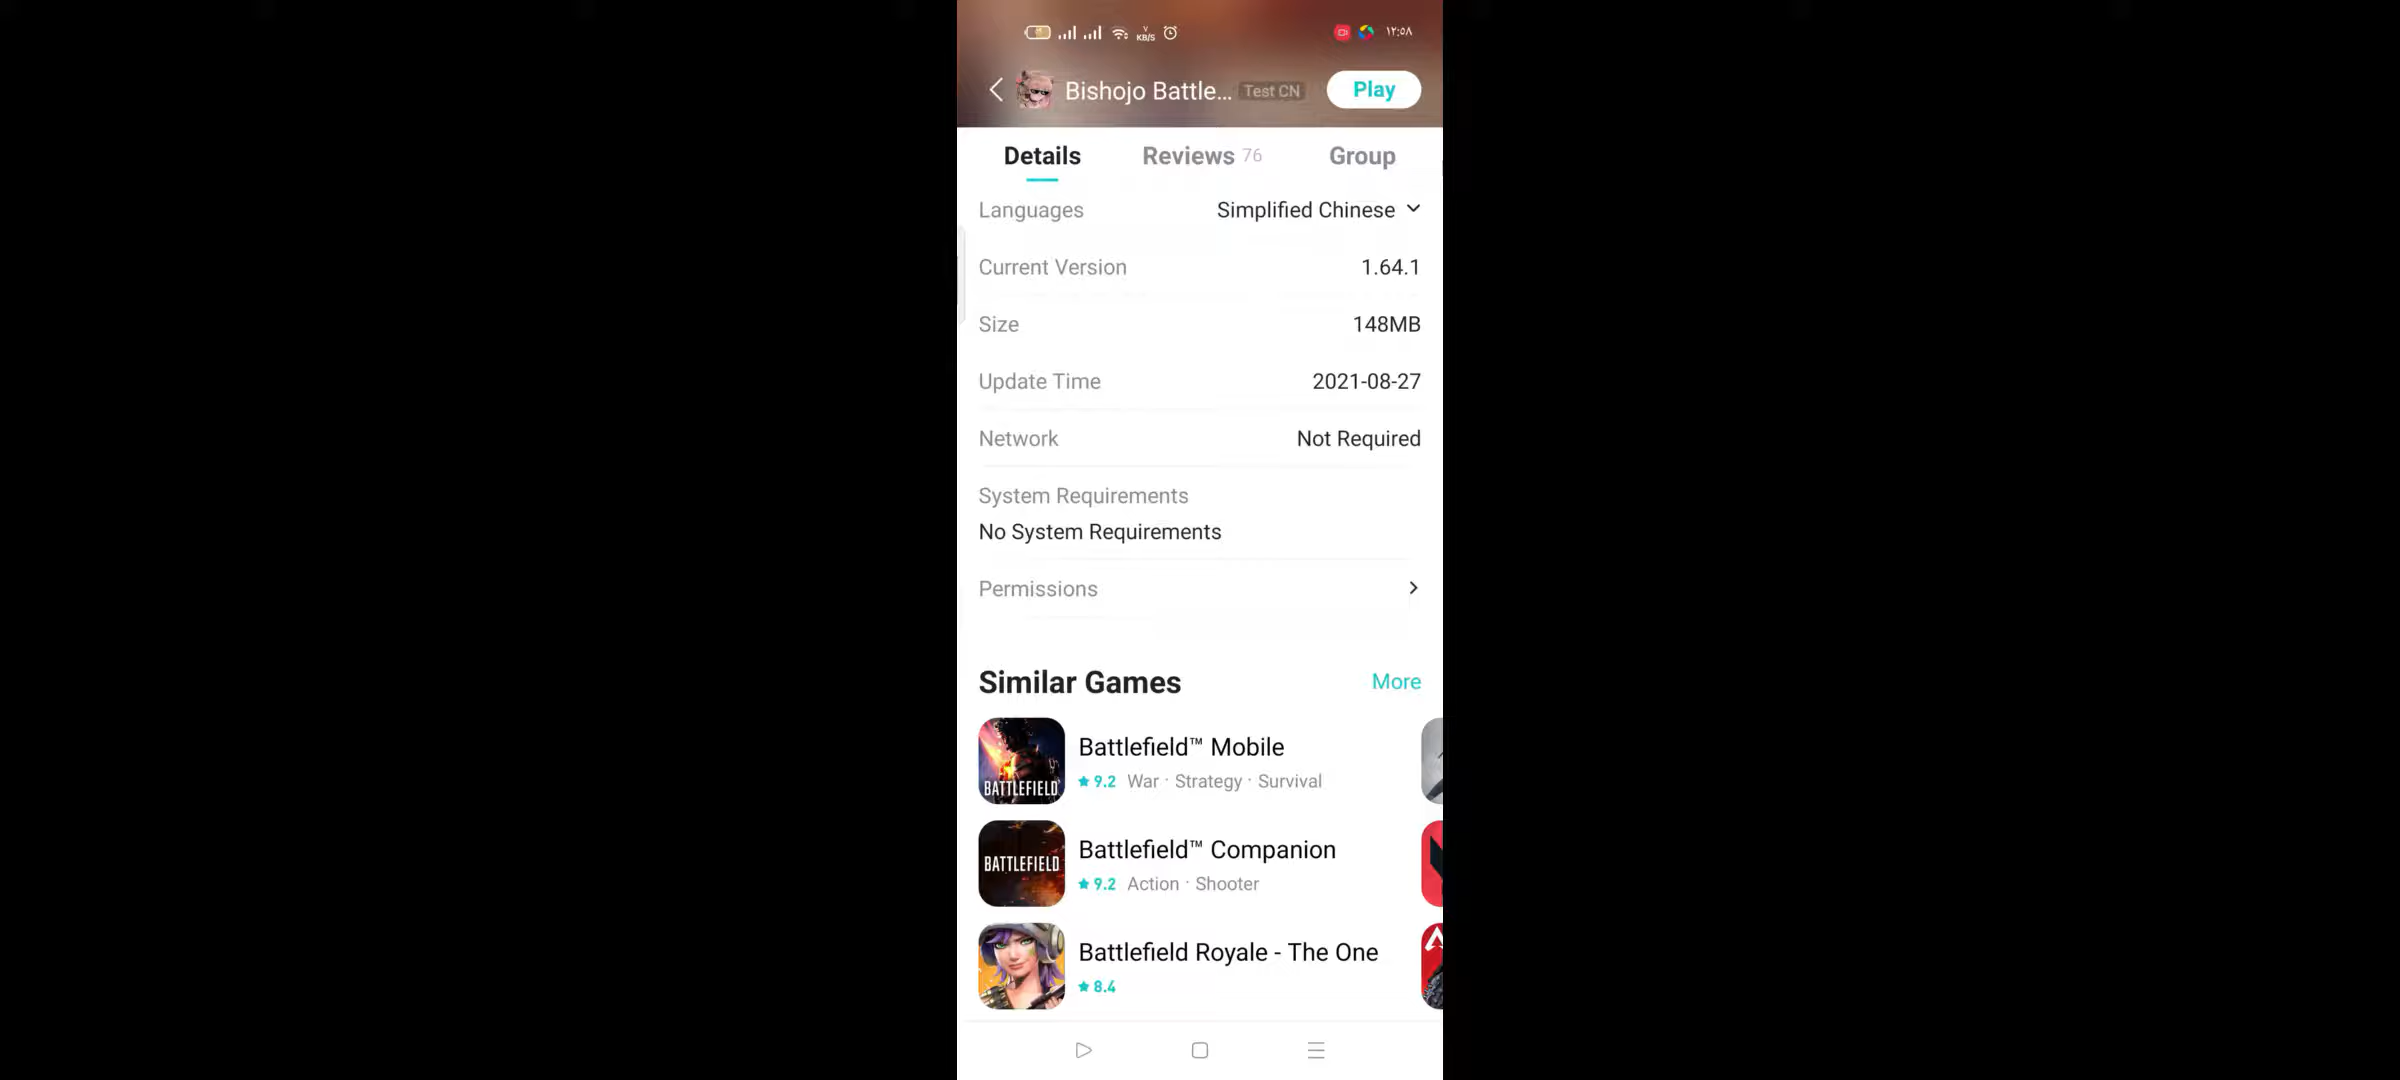 KB/S
١٢:٥٨
Bishojo Battle... Test CN Play
Details Reviews 76 Group
Languages Simplified Chinese
Current Version 1.64.1
Size 148MB
Update Time 2021-08-27
Network Not Required
System Requirements
No System Requirements
Permissions
Similar Games More
Battlefield™ Mobile
9.2 War · Strategy · Survival
BATTLEFIELD
Battlefield™ Companion
BATTLEFIELD
9.2 Action · Shooter
Battlefield Royale - The One
8.4